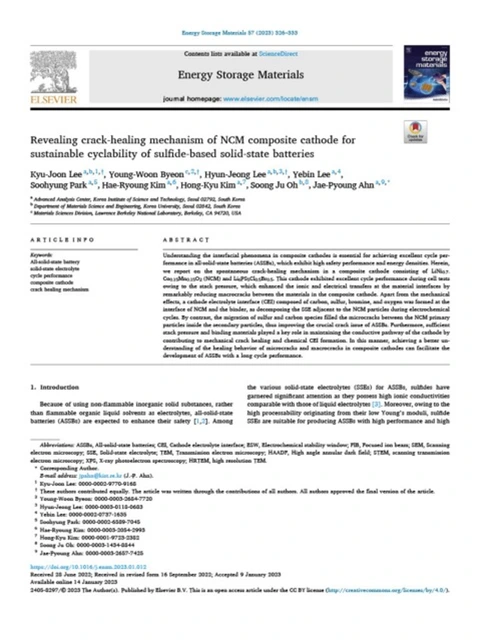 Energy Storage Materials 57 (2023) 326–333
Contents lists available at ScienceDirect
Energy Storage Materials
ELSEVIER
journal homepage: www.elsevier.com/locate/ensm
energy
storage
materials
Revealing crack-healing mechanism of NCM composite cathode for
sustainable cyclability of sulfide-based solid-state batteries
Kyu-Joon Lee a,b,1,†, Young-Woon Byeon c,2,†, Hyun-Jeong Lee a,b,3,†, Yebin Lee a,4,
Soohyung Park a,5, Hae-Ryoung Kim a,6, Hong-Kyu Kim a,7, Soong Ju Oh b,8, Jae-Pyoung Ahn a,9,*
a Advanced Analysis Center, Korea Institute of Science and Technology, Seoul 02792, South Korea
b Department of Materials Science and Engineering, Korea University, Seoul 02842, South Korea
c Materials Sciences Division, Lawrence Berkeley National Laboratory, Berkeley, CA 94720, USA
ARTICLE INFO
Keywords:
All-solid-state battery
solid-state electrolyte
cycle performance
composite cathode
crack healing mechanism
ABSTRACT
Understanding the interfacial phenomena in composite cathodes is essential for achieving excellent cycle per-
formance in all-solid-state batteries (ASSBs), which exhibit high safety performance and energy densities. Herein,
we report on the spontaneous crack-healing mechanism in a composite cathode consisting of
(NCM) and This cathode exhibited excellent cycle performance during cell tests
owing to the stack pressure, which enhanced the ionic and electrical transfers at the material interfaces by
remarkably reducing macrocracks between the materials in the composite cathode. Apart from the mechanical
effects, a cathode electrolyte interface (CEI) composed of carbon, sulfur, bromine, and oxygen was formed at the
interface of NCM and the binder, as decomposing the SSE adjacent to the NCM particles during electrochemical
cycles. By contrast, the migration of sulfur and carbon species filled the microcracks between the NCM primary
particles inside the secondary particles, thus improving the crucial crack issue of ASSBs. Furthermore, sufficient
stack pressure and binding materials played a key role in maintaining the conductive pathway of the cathode by
contributing to mechanical crack healing and chemical CEI formation. In this manner, achieving a better un-
derstanding of the healing behavior of microcracks and macrocracks in composite cathodes can facilitate the
development of ASSBs with a long cycle performance.
1. Introduction
Because of using non-flammable inorganic solid substances, rather
than flammable organic liquid solvents as electrolytes, all-solid-state
batteries (ASSBs) are expected to enhance their safety [1,2]. Among
the various solid-state electrolytes (SSEs) for ASSBs, sulfides have
garnered significant attention as they possess high ionic conductivities
comparable with those of liquid electrolytes [3]. Moreover, owing to the
high processability originating from their low Young's moduli, sulfide
SSEs are suitable for producing ASSBs with high performance and high
Abbreviations: ASSBs, All-solid-state batteries; CEI, Cathode electrolyte interface; ESW, Electrochemical stability window; FIB, Focused ion beam; SEM, Scanning
electron microscopy; SSE, Solid-state electrolyte; TEM, Transmission electron microscopy; HAADF, High angle annular dark field; STEM, scanning transmission
electron microscopy; XPS, X-ray photoelectron spectroscopy; HRTEM, high resolution TEM.
* Corresponding Author.
E-mail address: jpahn@kist.re.kr (J.-P. Ahn).
1 Kyu-Joon Lee: 0000-0002-9770-9168
† These authors contributed equally. The article was written through the contributions of all authors. All authors approved the final version of the article.
2 Young-Woon Byeon: 0000-0003-2684-7720
3 Hyun-Jeong Lee: 0000-0003-0118-0683
4 Yebin Lee: 0000-0002-0737-1635
5 Soohyung Park: 0000-0002-6589-7045
6 Hae-Ryoung Kim: 0000-0003-2054-2993
7 Hong-Kyu Kim: 0000-0001-9723-2382
8 Soong Ju Oh: 0000-0003-1434-8844
9 Jae-Pyoung Ahn: 0000-0003-2687-7425
https://doi.org/10.1016/j.ensm.2023.01.012
Received 28 June 2022; Received in revised form 16 September 2022; Accepted 9 January 2023
Available online 14 January 2023
2405-8297/© 2023 The Author(s). Published by Elsevier B.V. This is an open access article under the CC BY license (http://creativecommons.org/licenses/by/4.0/).